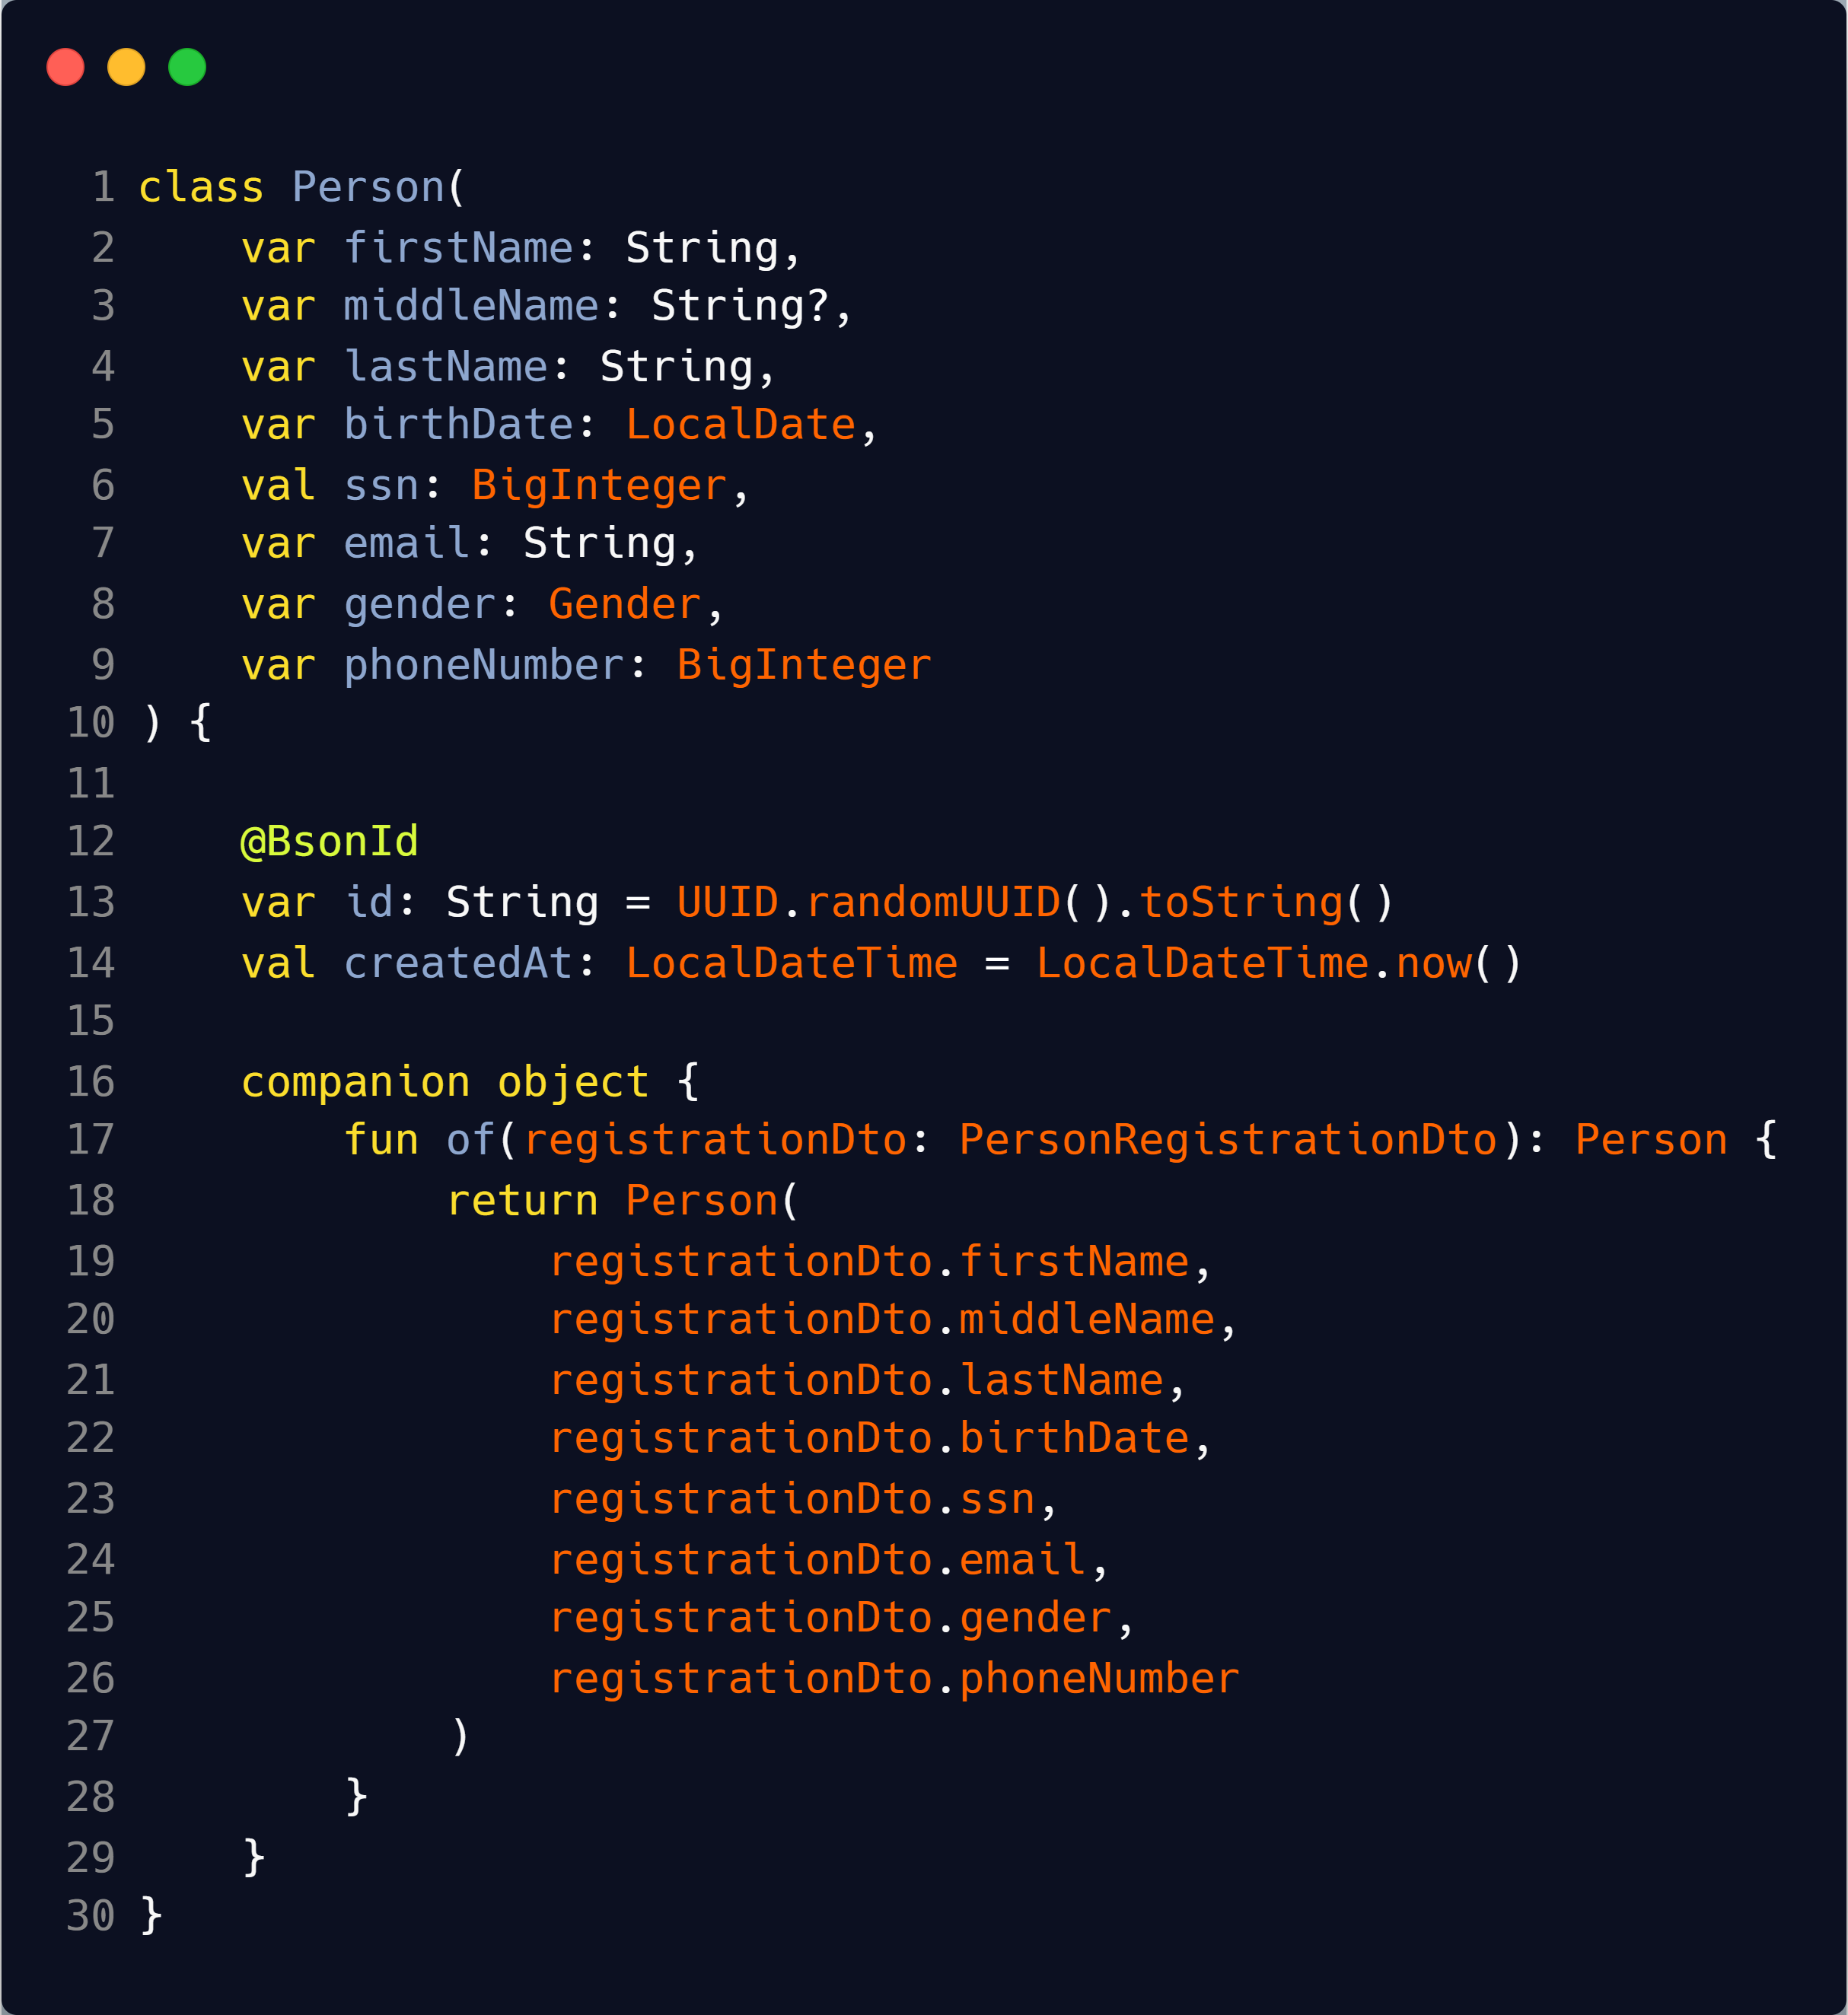 1 class Person(
2     var firstName: String,
3     var middleName: String?,
4     var lastName: String,
5     var birthDate: LocalDate,
6     val ssn: BigInteger,
7     var email: String,
8     var gender: Gender,
9     var phoneNumber: BigInteger
10 ) {
11
12     @BsonId
13     var id: String = UUID.randomUUID().toString()
14     val createdAt: LocalDateTime = LocalDateTime.now()
15
16     companion object {
17         fun of(registrationDto: PersonRegistrationDto): Person {
18             return Person(
19                 registrationDto.firstName,
20                 registrationDto.middleName,
21                 registrationDto.lastName,
22                 registrationDto.birthDate,
23                 registrationDto.ssn,
24                 registrationDto.email,
25                 registrationDto.gender,
26                 registrationDto.phoneNumber
27             )
28         }
29     }
30 }